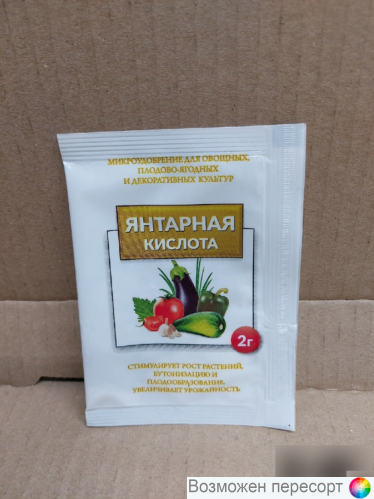 МИКРОУДОБРЕНИЕ ДЛЯ ОВОЩНЫХ,
ПЛОДОВО-ЯГОДНЫХ
И ДЕКОРАТИВНЫХ КУЛЬТУР
ЯНТАРНАЯ
КИСЛОТА
2г
СТИМУЛИРУЕТ РОСТ РАСТЕНИЙ,
БУТОНИЗАЦИЮ И
ПЛОДООБРАЗОВАНИЕ,
УВЕЛИЧИВАЕТ УРОЖАЙНОСТЬ
Возможен пересорт